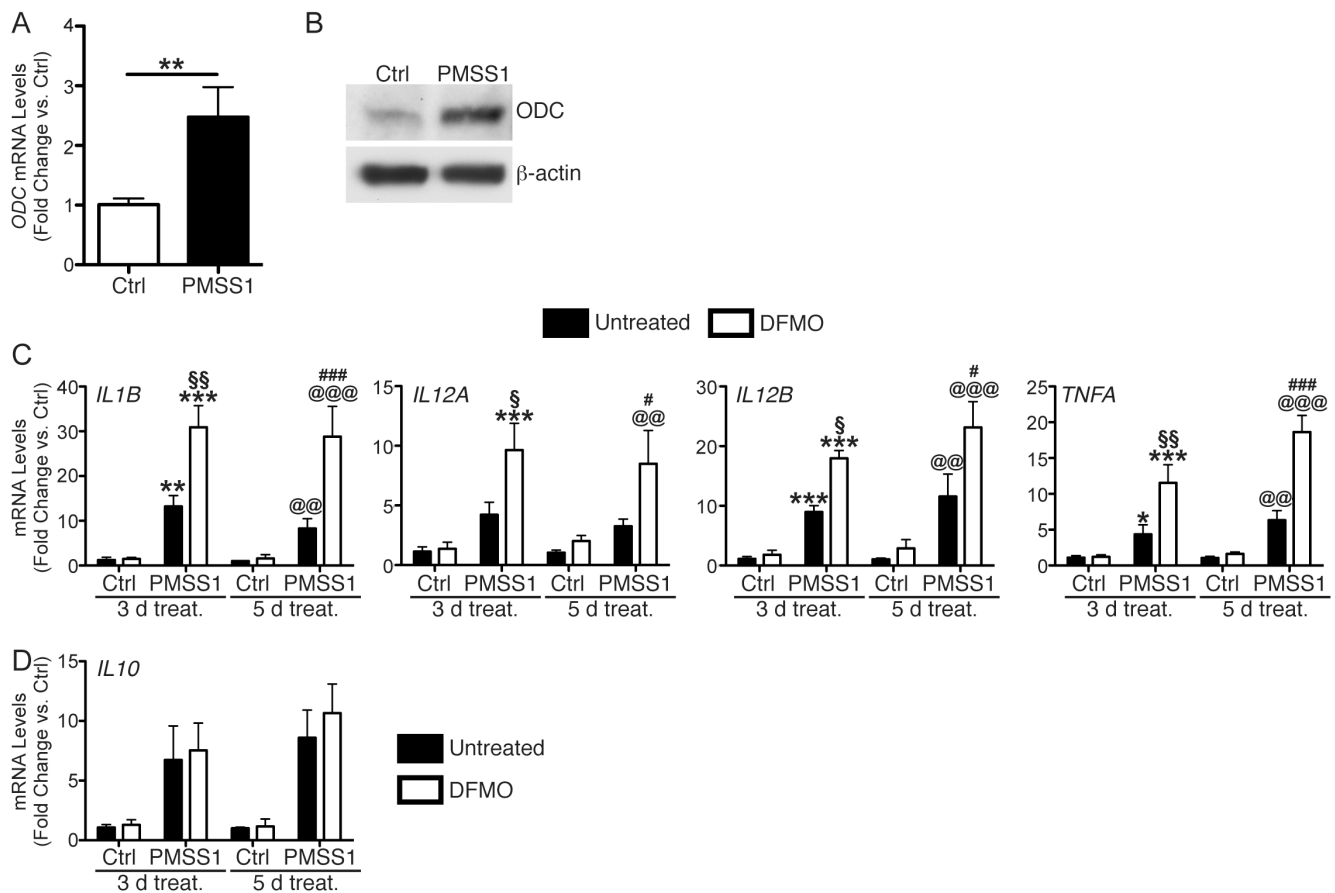 A
ODC mRNA Levels
(Fold Change vs. Ctrl)
4
3
2
1
0
**
Ctrl PMSS1
B
Ctrl PMSS1
ODC
β-actin
Untreated DFMO
C
mRNA Levels
(Fold Change vs. Ctrl)
IL1B
40
30
20
10
0
**
§§
***
@@
###
@@@
Ctrl PMSS1 Ctrl PMSS1
3 d treat. 5 d treat.
IL12A
15
10
5
0
§
***
#
@@
Ctrl PMSS1 Ctrl PMSS1
3 d treat. 5 d treat.
IL12B
30
20
10
0
***
§
***
@@
#
@@@
Ctrl PMSS1 Ctrl PMSS1
3 d treat. 5 d treat.
TNFA
25
20
15
10
5
0
*
§§
***
@@
###
@@@
Ctrl PMSS1 Ctrl PMSS1
3 d treat. 5 d treat.
D
mRNA Levels
(Fold Change vs. Ctrl)
IL10
15
10
5
0
Ctrl PMSS1 Ctrl PMSS1
3 d treat. 5 d treat.
Untreated
DFMO